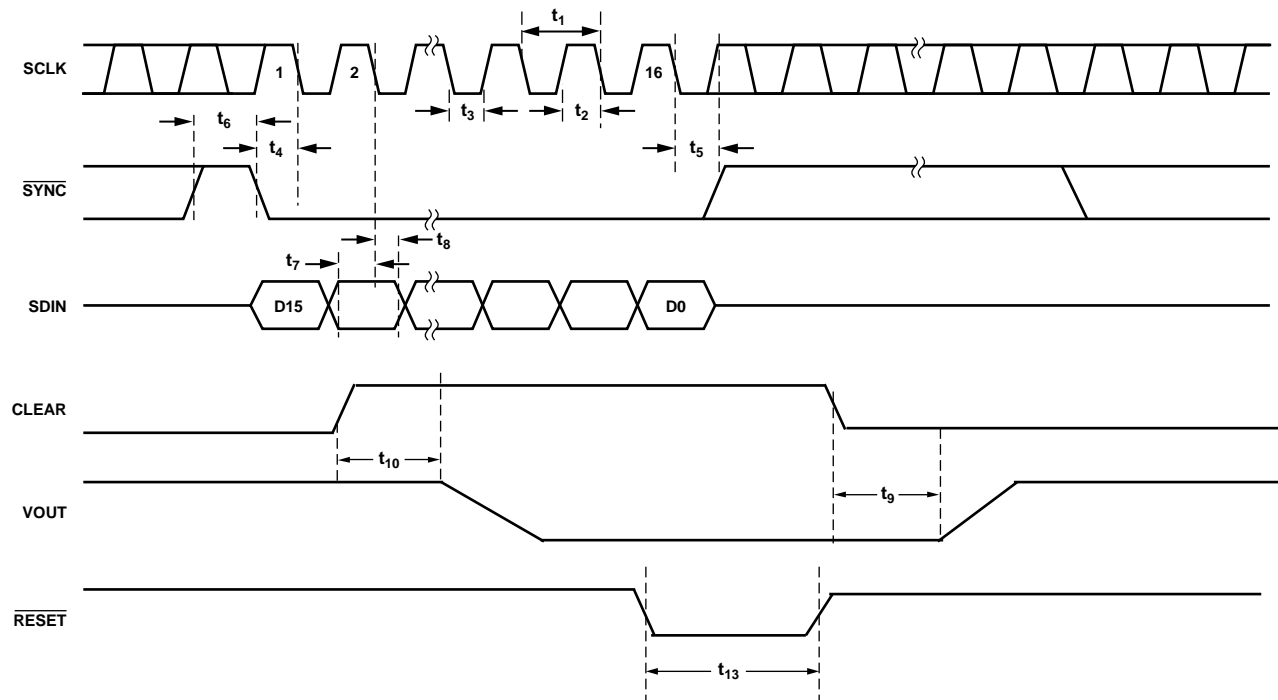 t1
SCLK 1 2 16
t3 t2
t6
t4 t5
SYNC
t8
t7
SDIN D15 D0
CLEAR
t10
t9
VOUT
RESET
t13